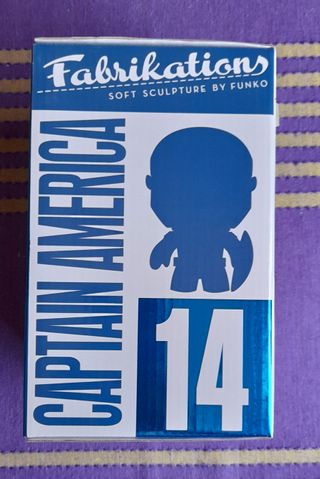 Fabrikations
SOFT SCULPTURE BY FUNKO
CAPTAIN AMERICA
14